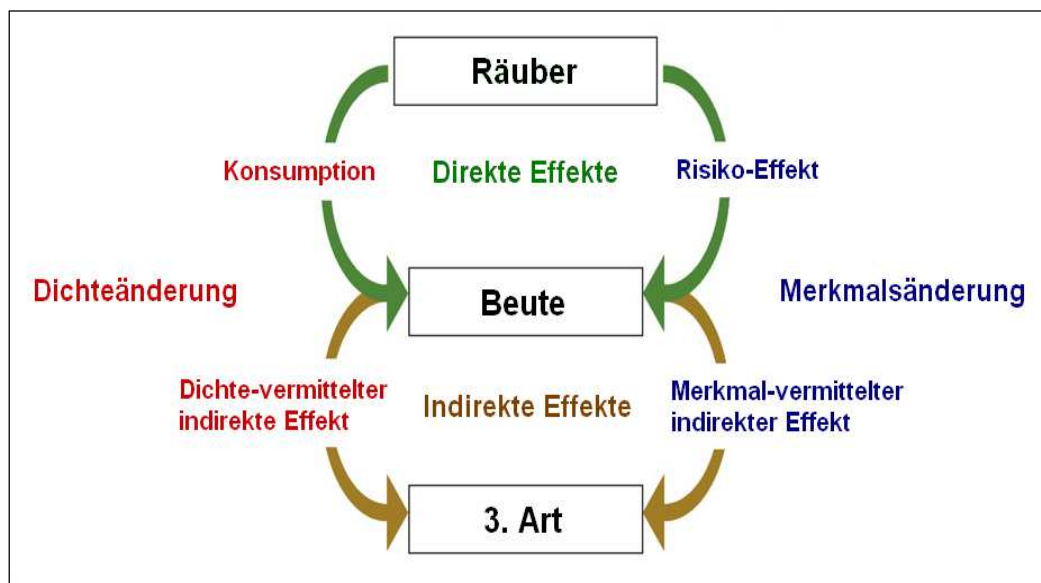 Räuber
Konsumption
Direkte Effekte
Risiko-Effekt
Dichteänderung
Beute
Merkmalsänderung
Dichte-vermittelter
indirekte Effekt
Indirekte Effekte
Merkmal-vermittelter
indirekter Effekt
3. Art